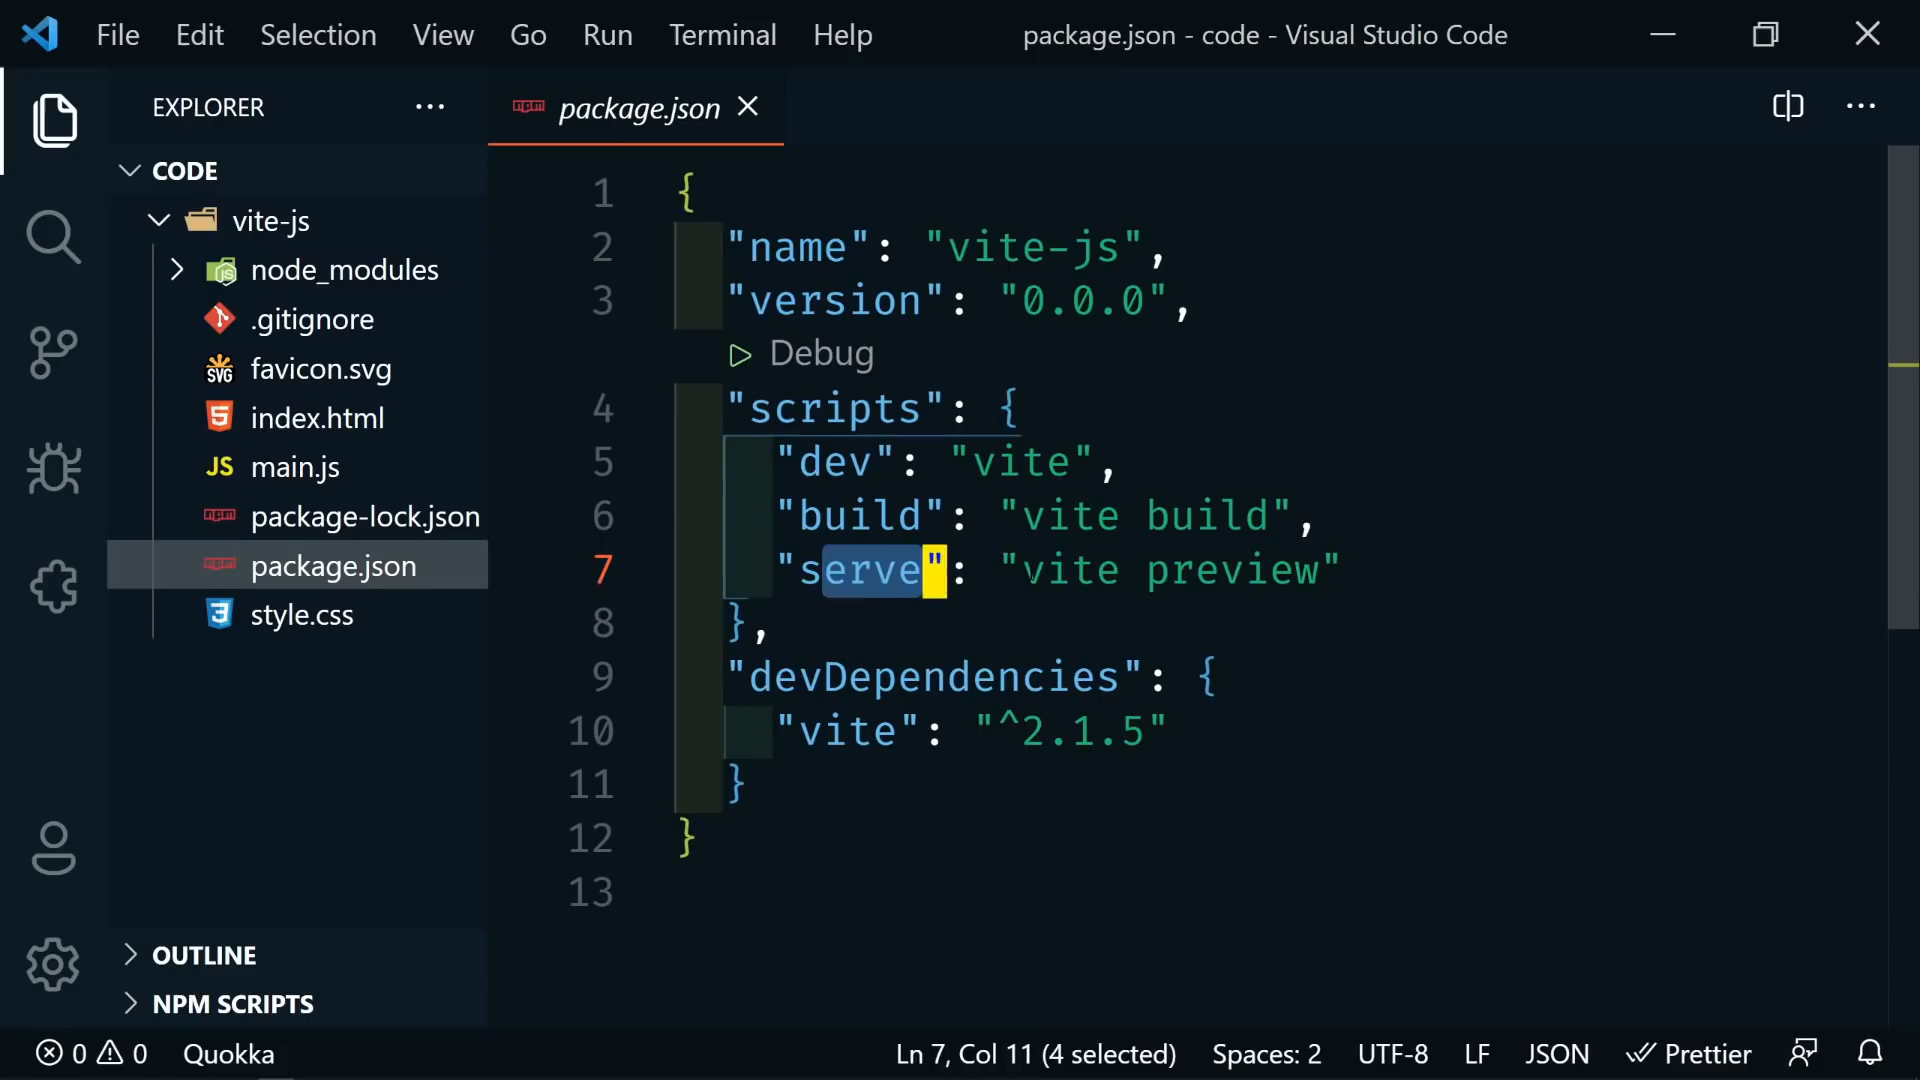 File Edit Selection View Go Run Terminal Help package.json - code - Visual Studio Code
EXPLORER
CODE
vite-js
node_modules
.gitignore
favicon.svg
index.html
main.js
package-lock.json
package.json
style.css
OUTLINE
NPM SCRIPTS
package.json
1 {
2 "name": "vite-js",
3 "version": "0.0.0",
Debug
4 "scripts": {
5 "dev": "vite",
6 "build": "vite build",
7 "serve": "vite preview"
8 },
9 "devDependencies": {
10 "vite": "^2.1.5"
11 }
12 }
13
0 0 Quokka Ln 7, Col 11 (4 selected) Spaces: 2 UTF-8 LF JSON Prettier